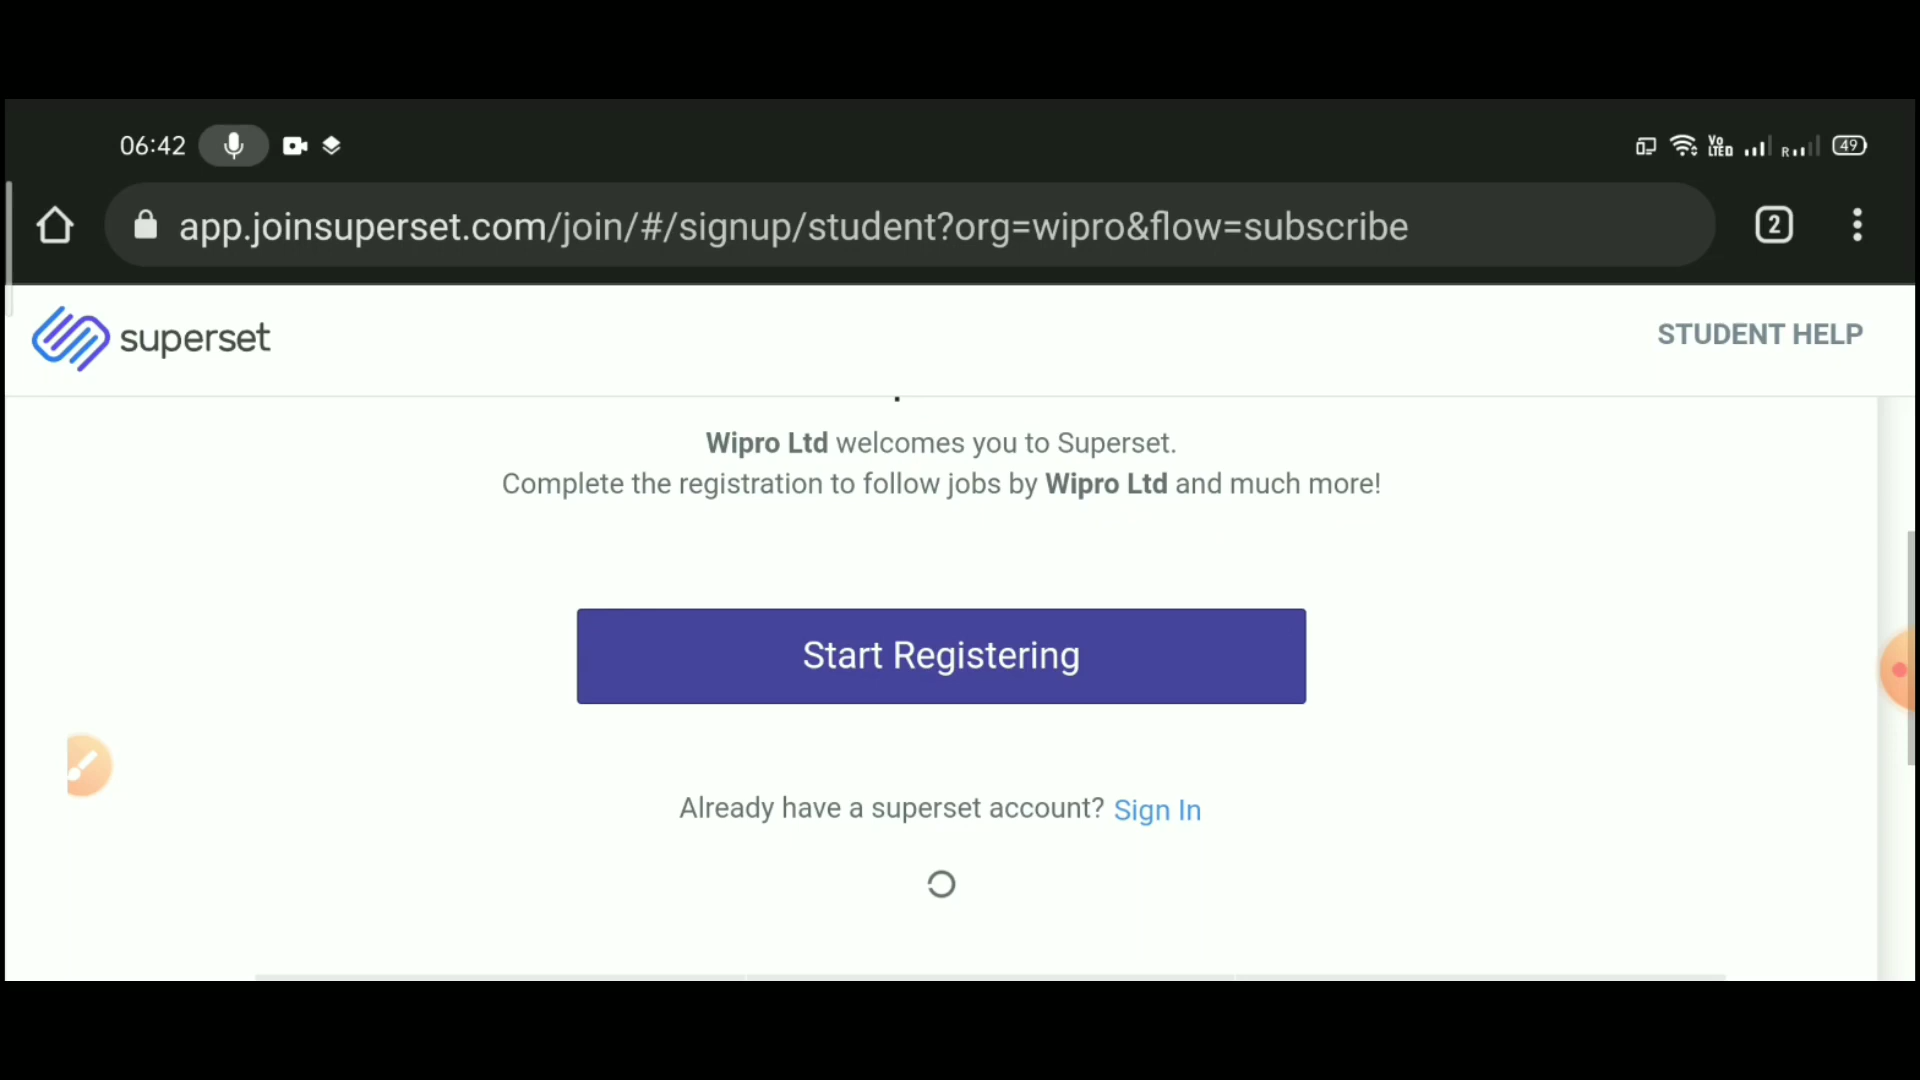 06:42
Vo
LTED
R
49
app.joinsuperset.com/join/#/signup/student?org=wipro&flow=subscribe
2
superset
STUDENT HELP
Wipro Ltd welcomes you to Superset.
Complete the registration to follow jobs by Wipro Ltd and much more!
Start Registering
Already have a superset account? Sign In